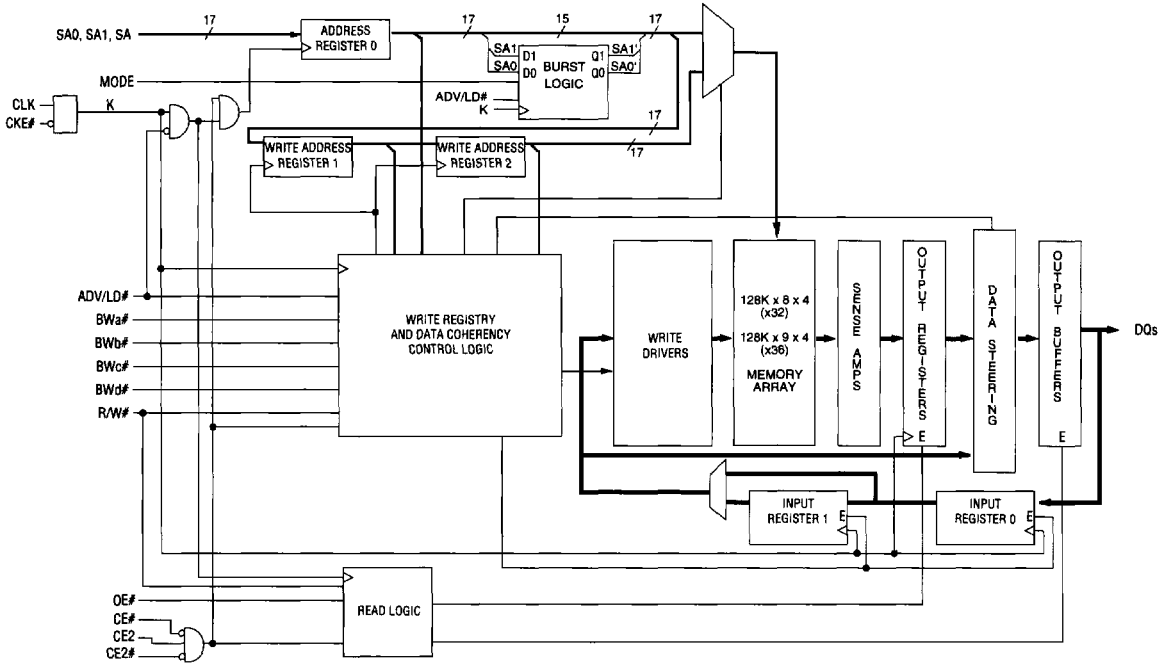 17
ADDRESS
REGISTER 0
17
15
17
SA0, SA1, SA
SA1
D1
Q1
SA1'
SA0
D0
Q0
SA0'
BURST
LOGIC
MODE
ADV/LD#
K
CLK
K
CKE#
17
17
WRITE ADDRESS
REGISTER 1
WRITE ADDRESS
REGISTER 2
ADV/LD#
BWa#
BWb#
BWc#
BWd#
R/W#
WRITE REGISTRY
AND DATA COHERENCY
CONTROL LOGIC
WRITE
DRIVERS
128K x 8 x 4
(x32)
128K x 9 x 4
(x36)
MEMORY
ARRAY
SENSE AMPS
OUTPUT REGISTERS
E
DATA STEERING
OUTPUT BUFFERS
E
DQs
INPUT
REGISTER 1
E
INPUT
REGISTER 0
E
OE#
CE#
CE2
CE2#
READ LOGIC